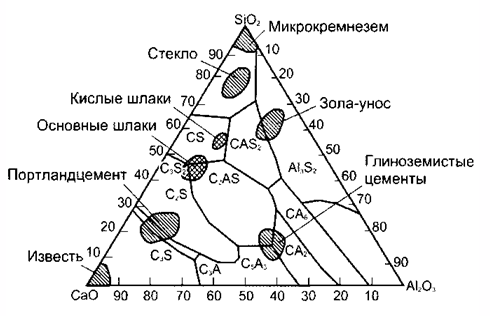 SiO₂
Микрокремнезем
Стекло
90
10
80
20
Кислые шлаки
70
30
Зола-унос
Основные шлаки
60
CS
CAS₂
40
Глиноземистые
цементы
50
C₃S₂
C₂AS
Al₃S₂
50
40
60
Портландцемент
C₂S
30
CA₆
70
20
80
Известь
10
C₃S
C₃A
C₅A₃
CA₂
90
CaO
90
80
70
60
50
40
30
20
10
Al₂O₃